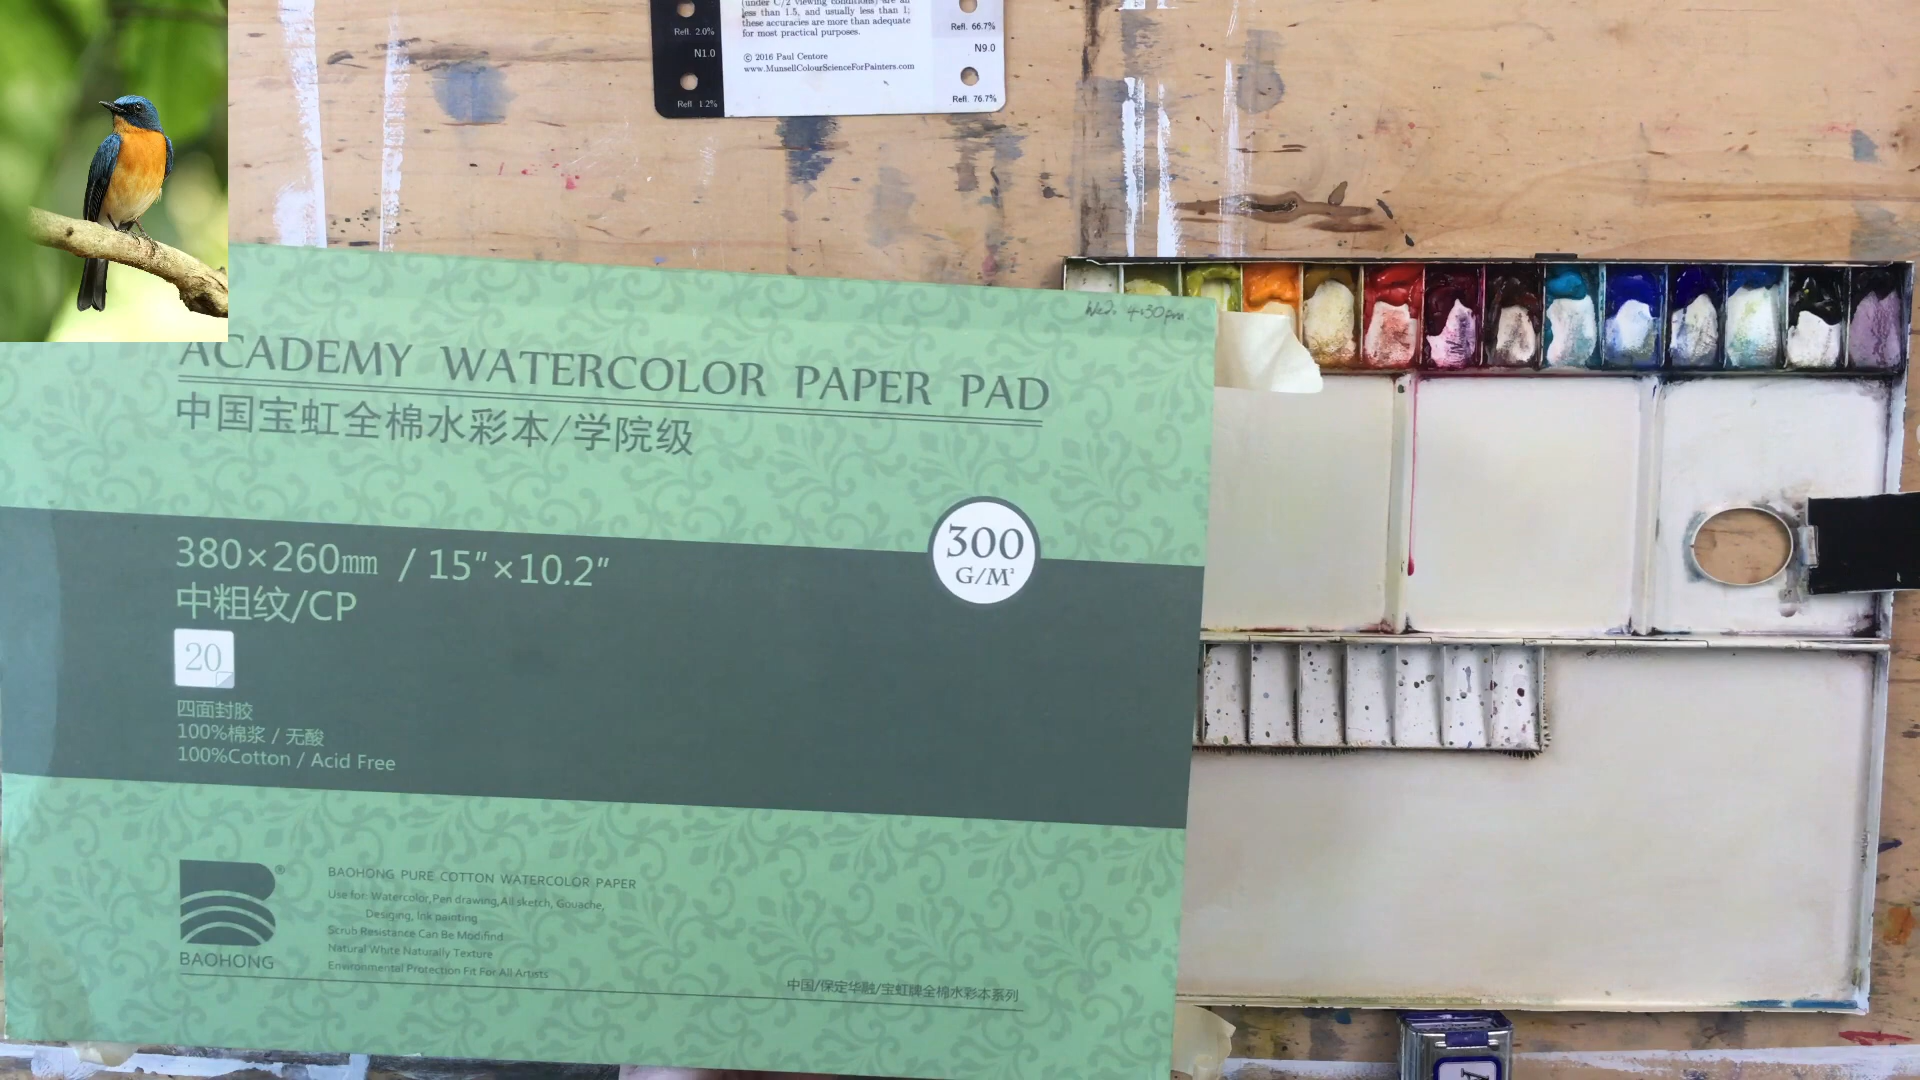 (under C/2 viewing conditions) are all
less than 1.5, and usually less than 1;
these accuracies are more than adequate
for most practical purposes.
© 2016 Paul Centore
www.MunsellColourScienceForPainters.com
Refl. 2.0%
N1.0
Refl 1.2%
Refl. 66.7%
N9.0
Refl. 76.7%
Wed. 4:30pm
ACADEMY WATERCOLOR PAPER PAD
中国宝虹全棉水彩本/学院级
380×260mm / 15"×10.2"
中粗纹/CP
300
G/M²
20
四面封胶
100%棉浆 / 无酸
100%Cotton / Acid Free
BAOHONG PURE COTTON WATERCOLOR PAPER
Use for: Watercolor,Pen drawing,All sketch, Gouache,
Desiging, Ink painting
Scrub Resistance Can Be Modifind
Natural White Naturally Texture
Environmental Protection Fit For All Artists
®
BAOHONG
中国/保定华融/宝虹牌全棉水彩本系列